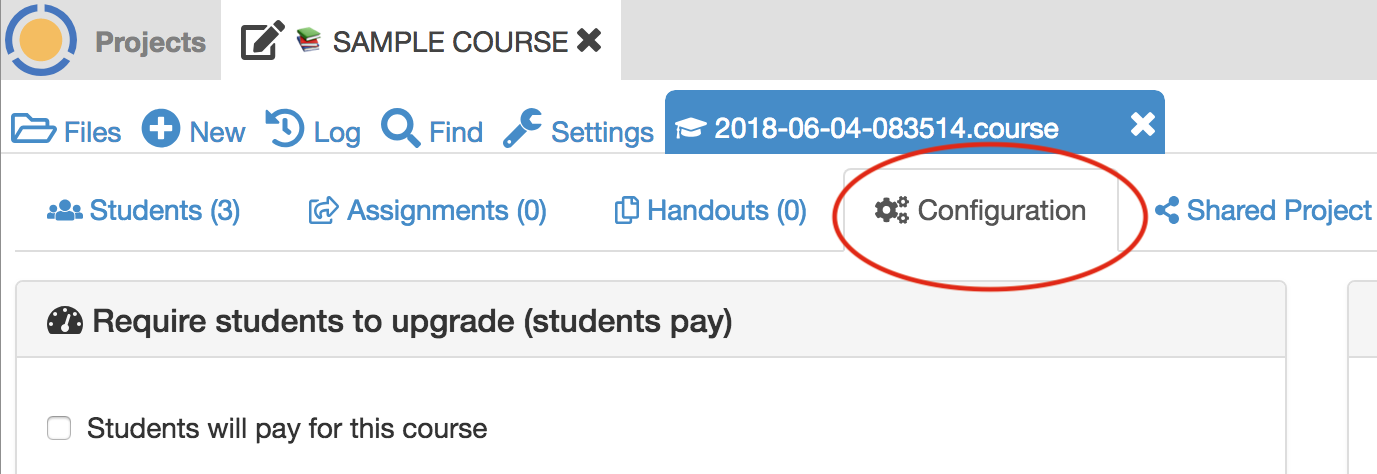 Projects SAMPLE COURSE
Files New Log Find Settings 2018-06-04-083514.course
Students (3) Assignments (0) Handouts (0) Configuration Shared Project
Require students to upgrade (students pay)
Students will pay for this course